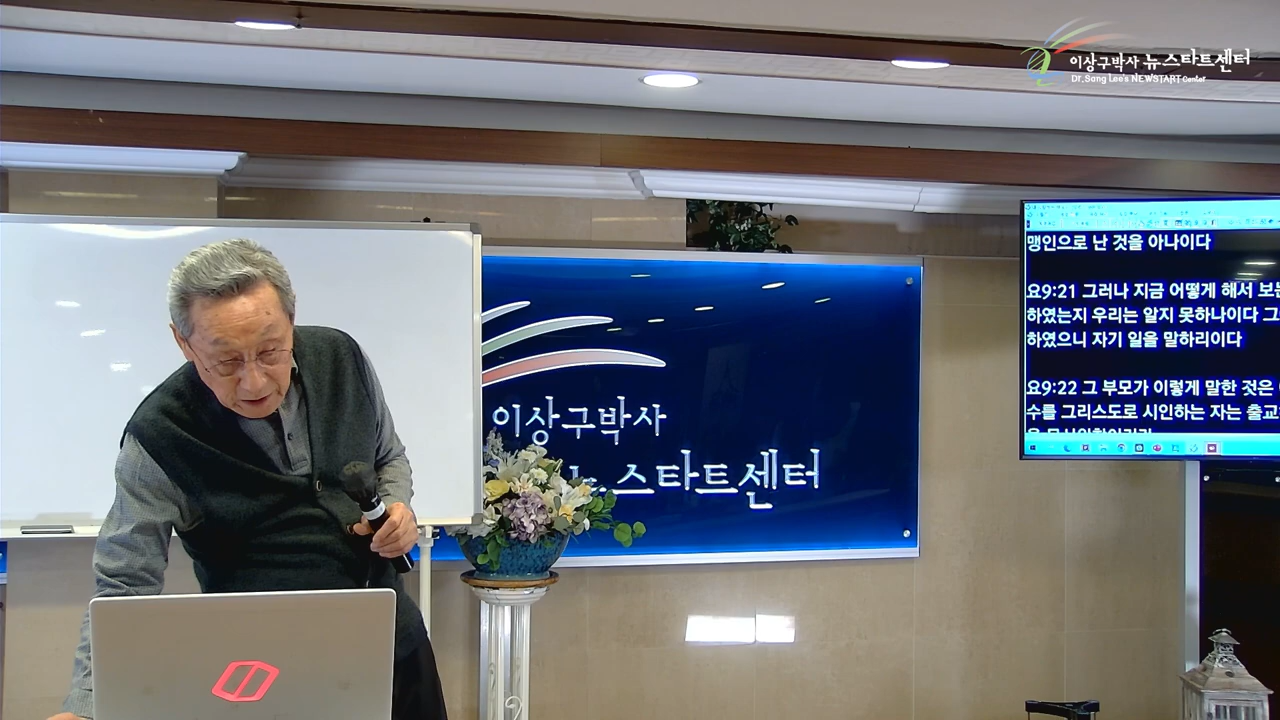 이상구박사 뉴스타트센터
Dr.Sang Lee's NEWSTART Center
맹인으로 난 것을 아나이다
요9:21 그러나 지금 어떻게 해서
하였는지 우리는 알지 못하나이다
하였으니 자기 일을 말하리이다
요9:22 그 부모가 이렇게 말한 것은
수를 그리스도로 시인하는 자는
이상구박사
뉴스타트센터